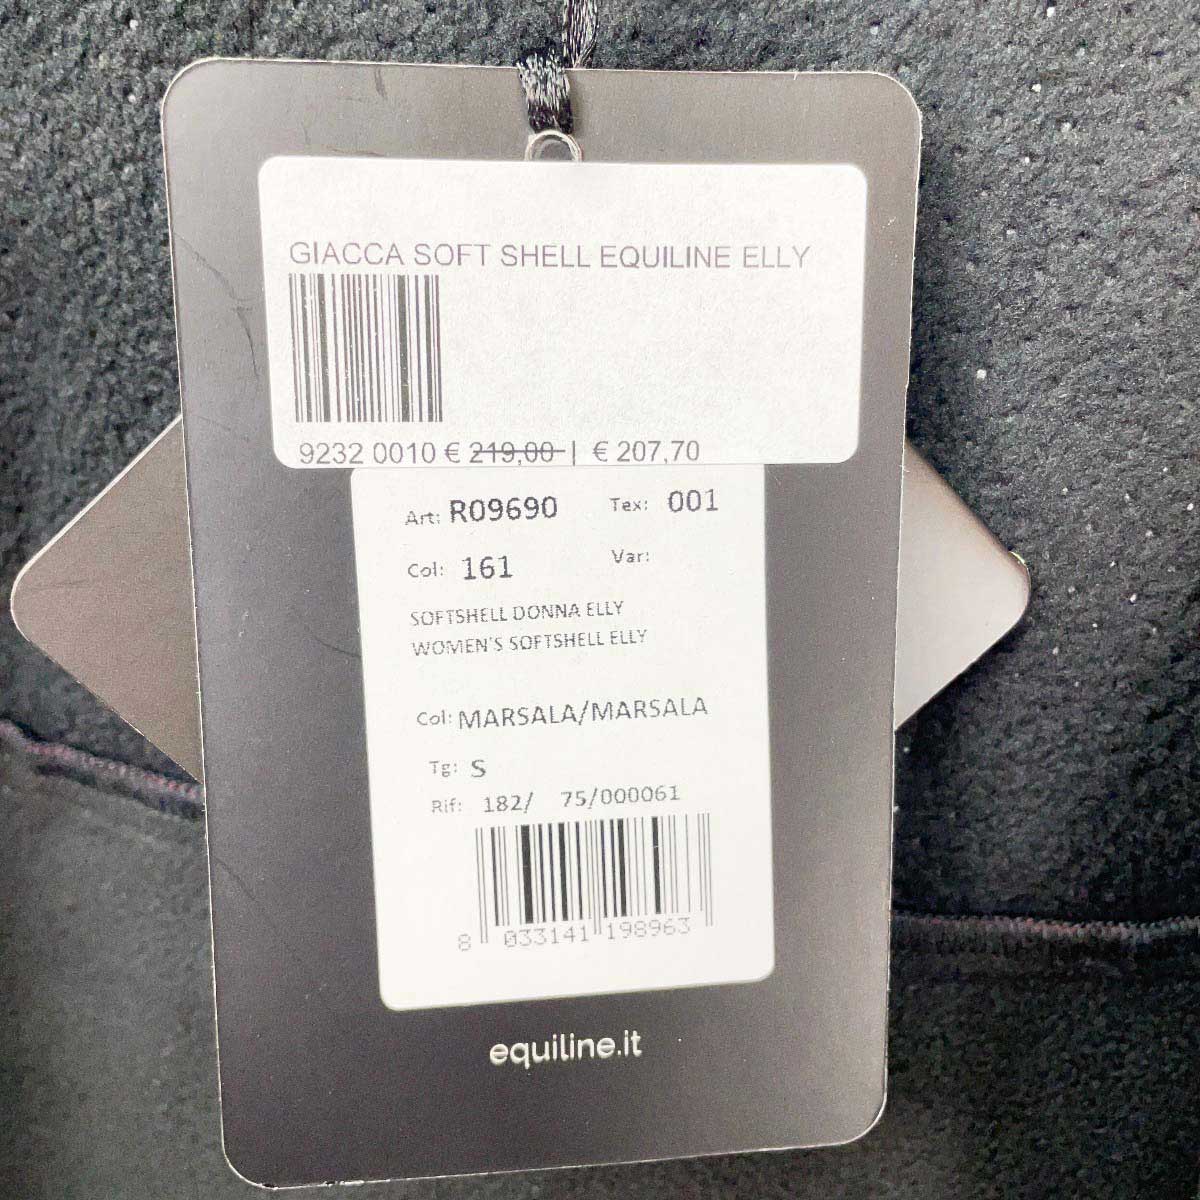 GIACCA SOFT SHELL EQUILINE ELLY
9232 0010 € 219,00 | € 207,70
Art: R09690 Tex: 001
Col: 161 Var:
SOFTSHELL DONNA ELLY
WOMEN'S SOFTSHELL ELLY
Col: MARSALA/MARSALA
Tg: S
Rif: 182/ 75/000061
8 033141 198963
equiline.it